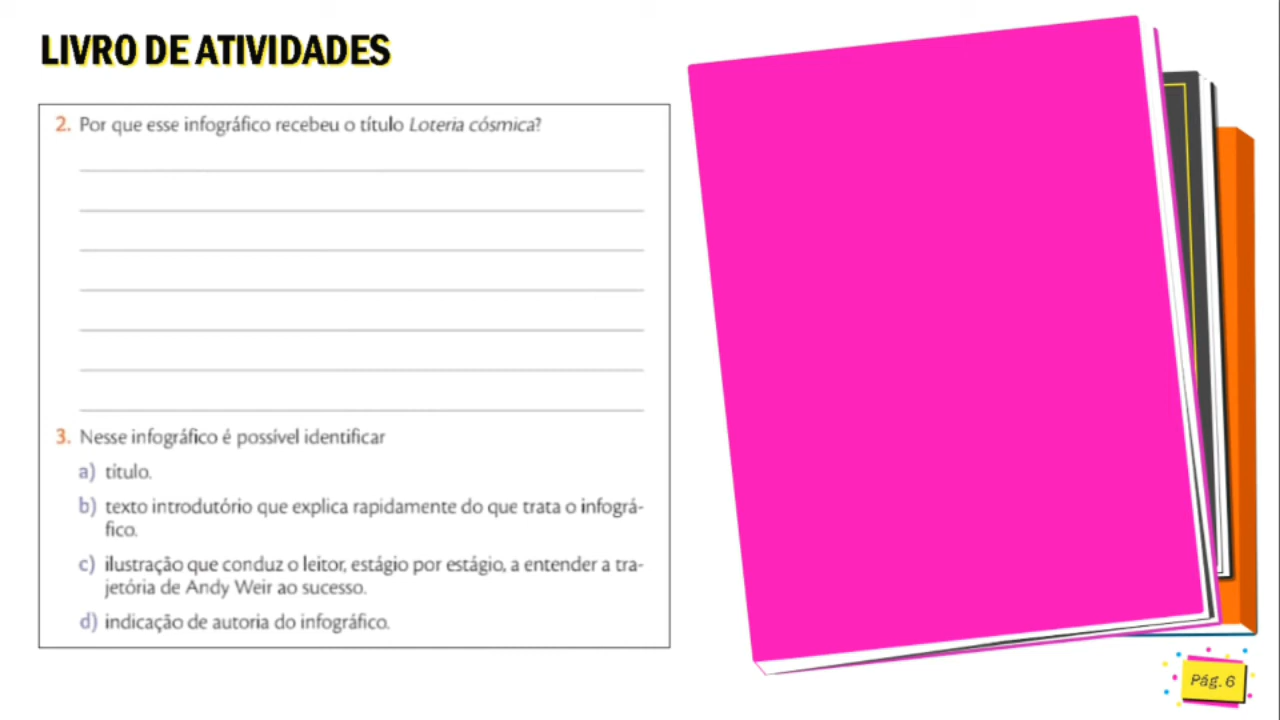 LIVRO DE ATIVIDADES
2. Por que esse infográfico recebeu o título Loteria cósmica?
3. Nesse infográfico é possível identificar
a) título.
b) texto introdutório que explica rapidamente do que trata o infográ-
fico.
c) ilustração que conduz o leitor, estágio por estágio, a entender a tra-
jetória de Andy Weir ao sucesso.
d) indicação de autoria do infográfico.
Pág. 6